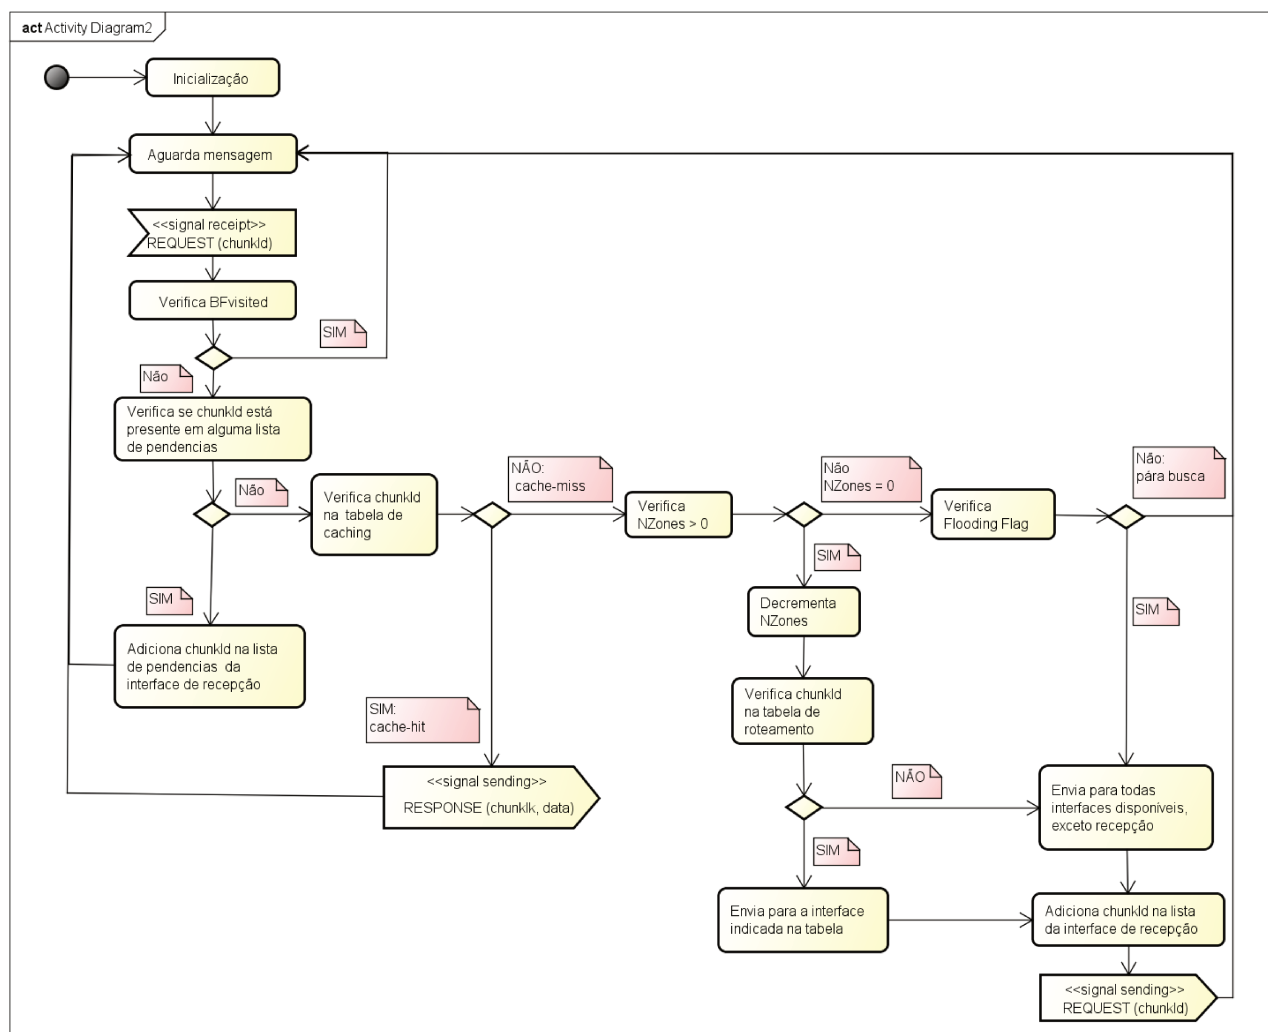 act Activity Diagram2
Inicialização
Aguarda mensagem
<<signal receipt>>
REQUEST (chunkId)
Verifica BFvisited
SIM
Não
Verifica se chunkId está
presente em alguma lista
de pendencias
Não
SIM
Adiciona chunkId na lista
de pendencias da
interface de recepção
Verifica chunkId
na tabela de
caching
NÃO:
cache-miss
SIM:
cache-hit
<<signal sending>>
RESPONSE (chunkIk, data)
Verifica
NZones > 0
Não
NZones = 0
SIM
Decrementa
NZones
Verifica chunkId
na tabela de
roteamento
NÃO
SIM
Envia para a interface
indicada na tabela
Verifica
Flooding Flag
Não:
pára busca
SIM
Envia para todas
interfaces disponíveis,
exceto recepção
Adiciona chunkId na lista
da interface de recepção
<<signal sending>>
REQUEST (chunkId)